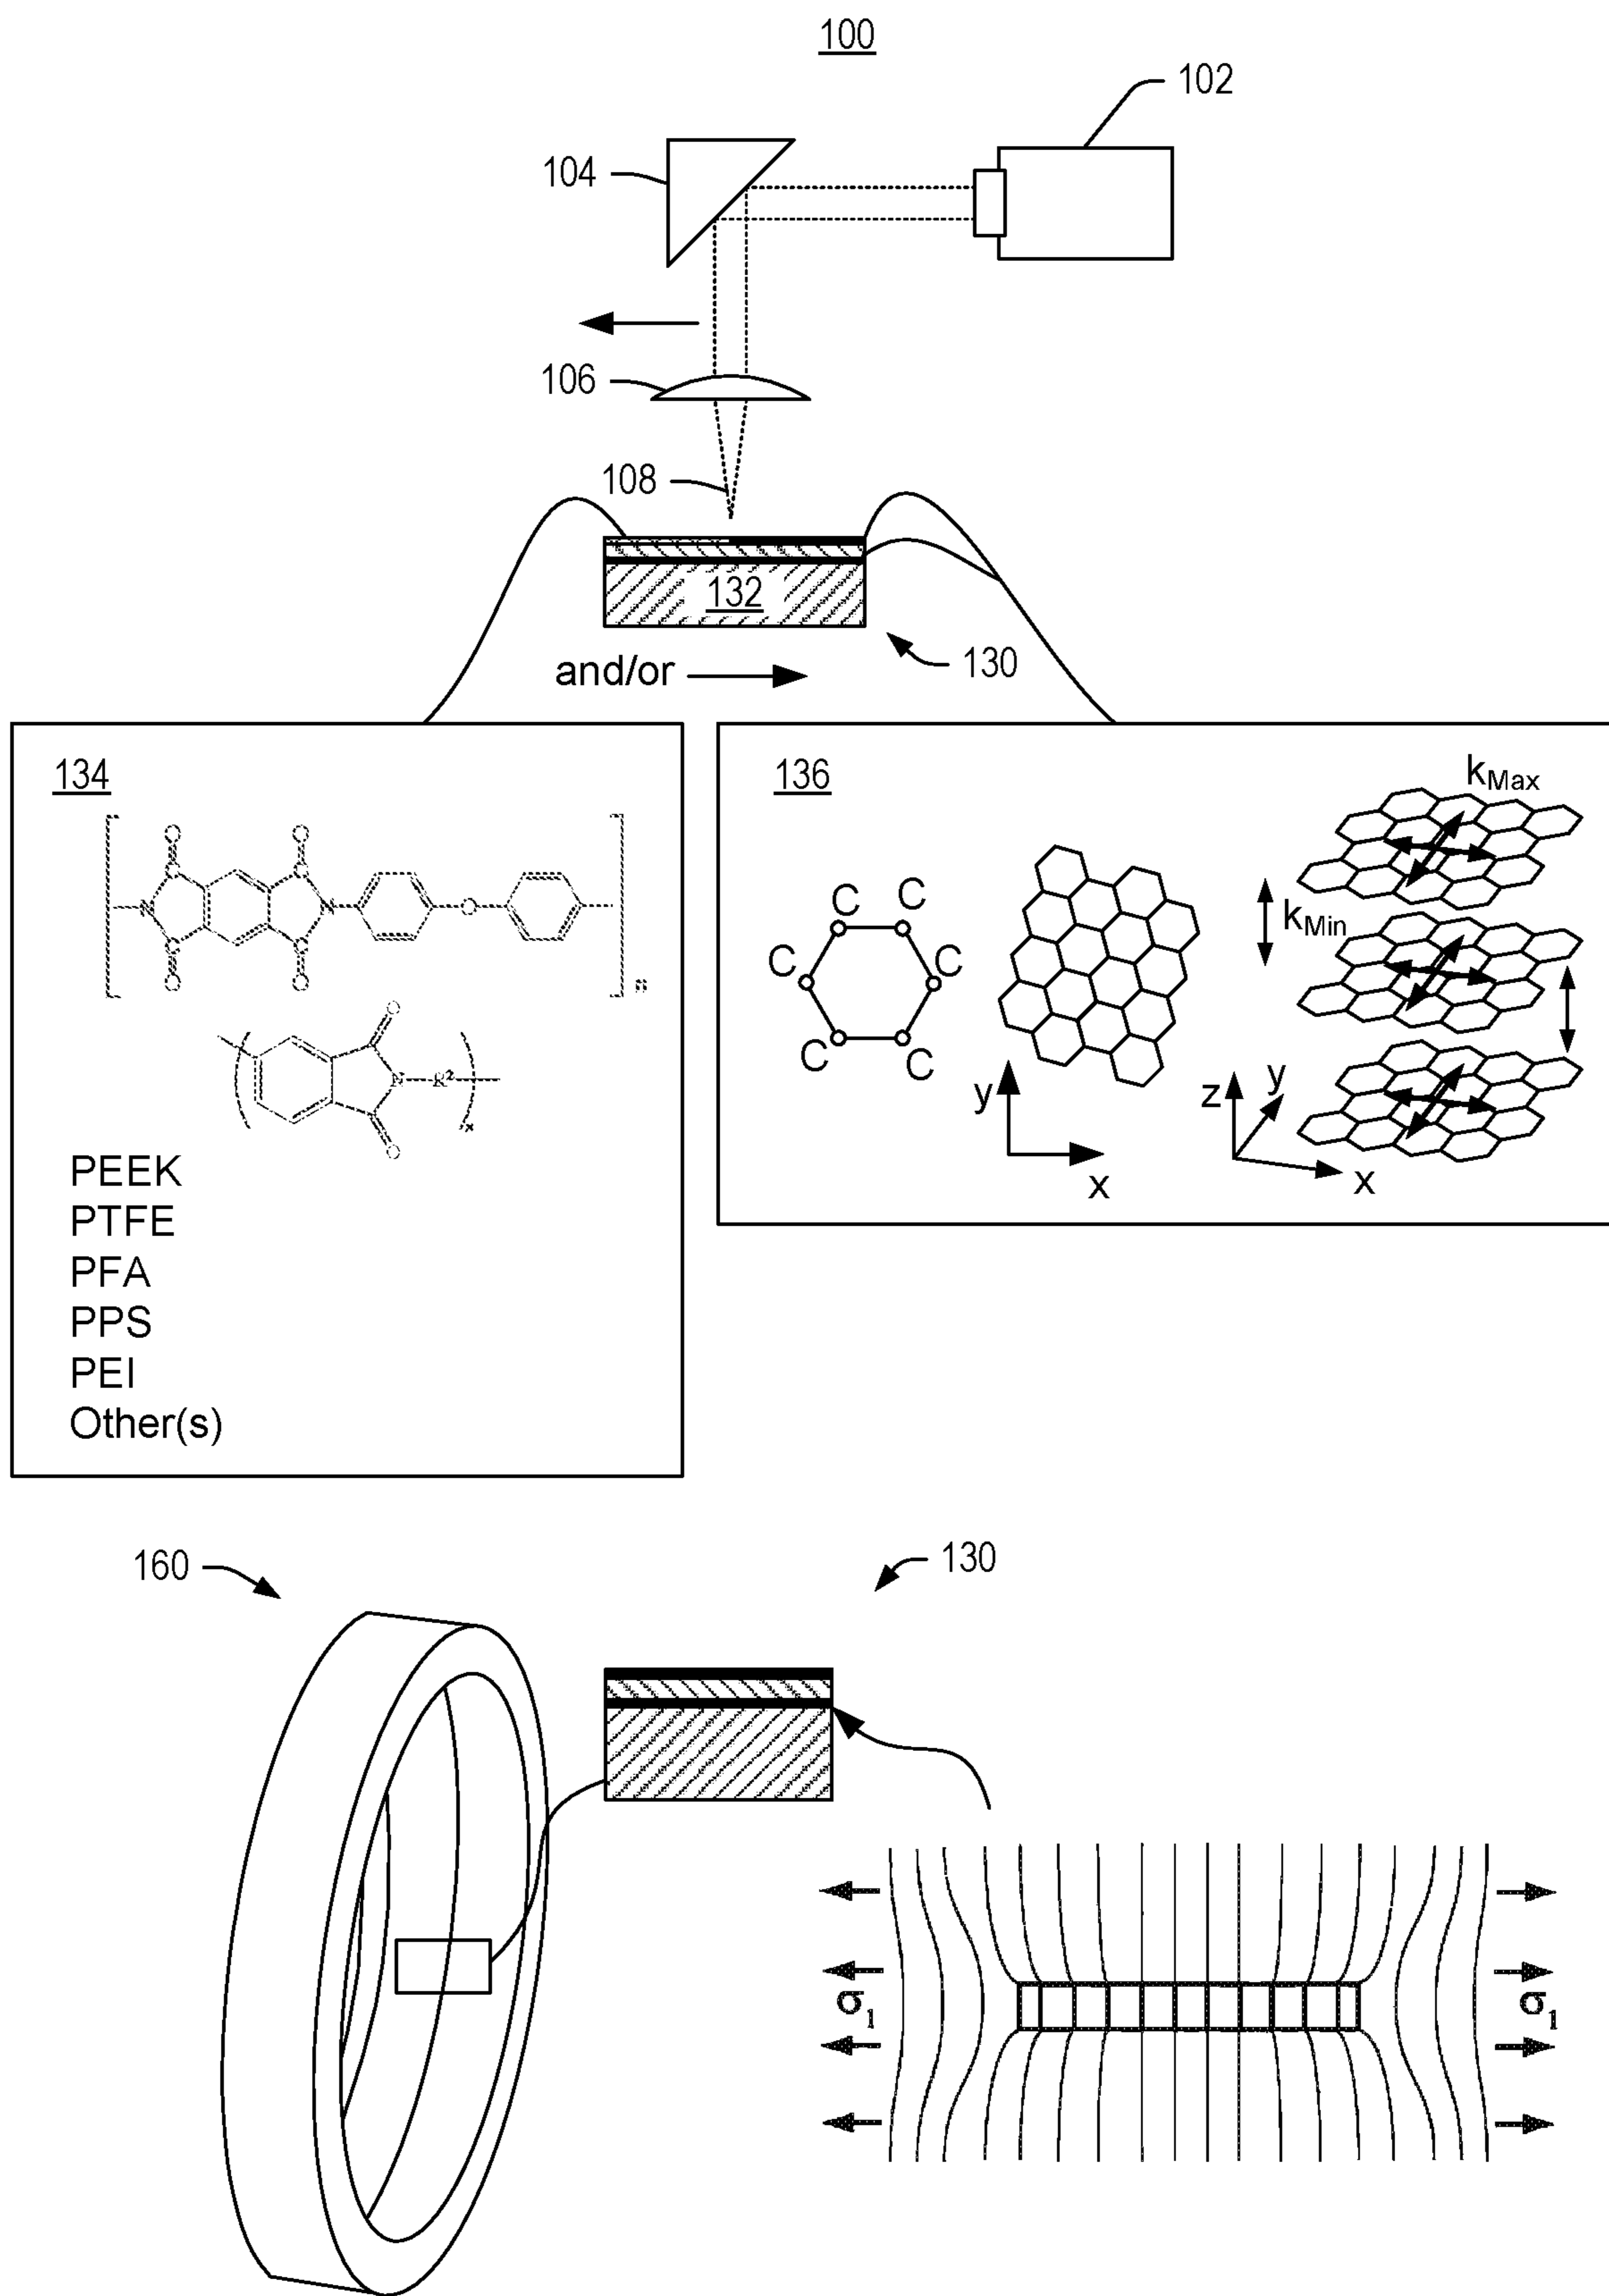 100
102
104
106
108
132
130
and/or
134
O O
N N O
O O
n
O
N R²
x
O
PEEK
PTFE
PFA
PPS
PEI
Other(s)
136
kMax
kMin
C C
C C
C C
y
x
z
y
x
160
130
σ1
σ1